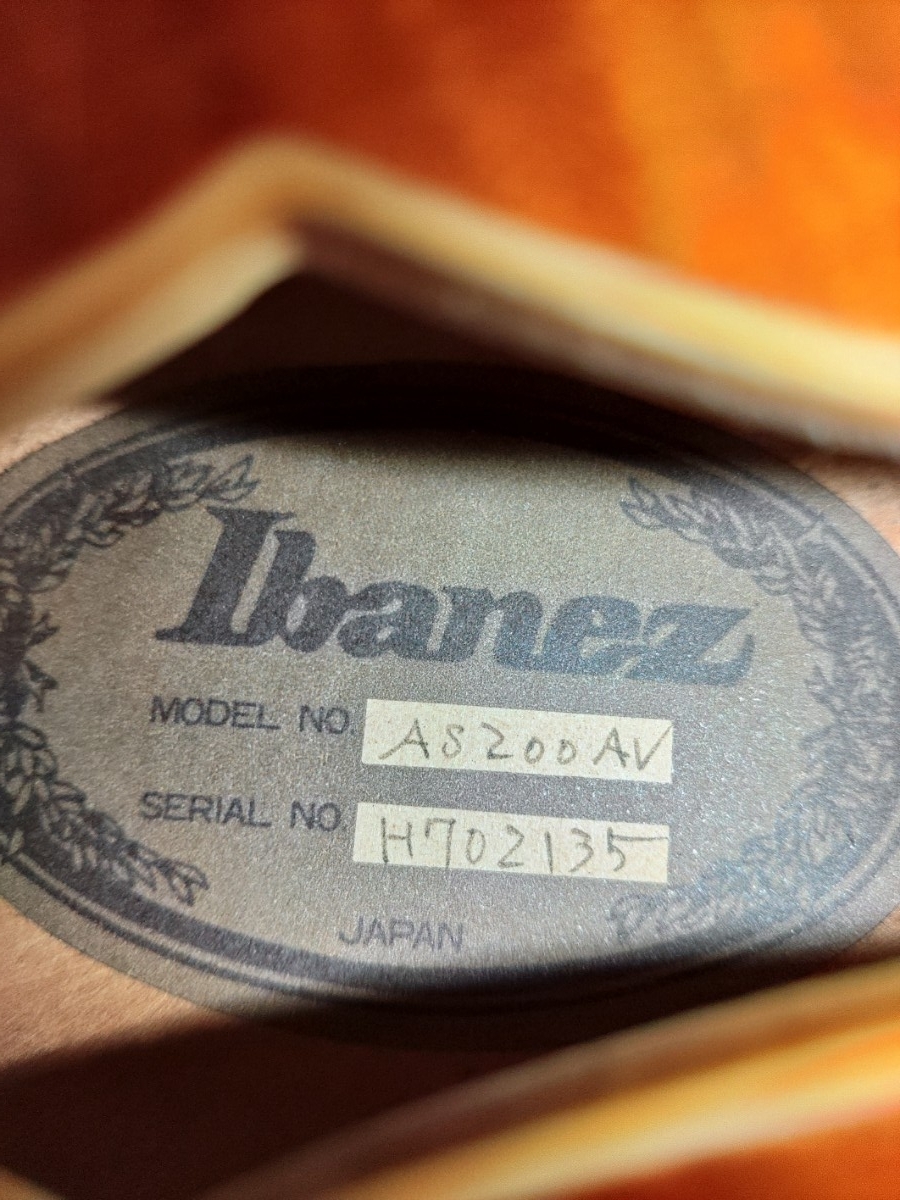 Ibanez
MODEL NO. AS200AV
SERIAL NO. H702135
JAPAN